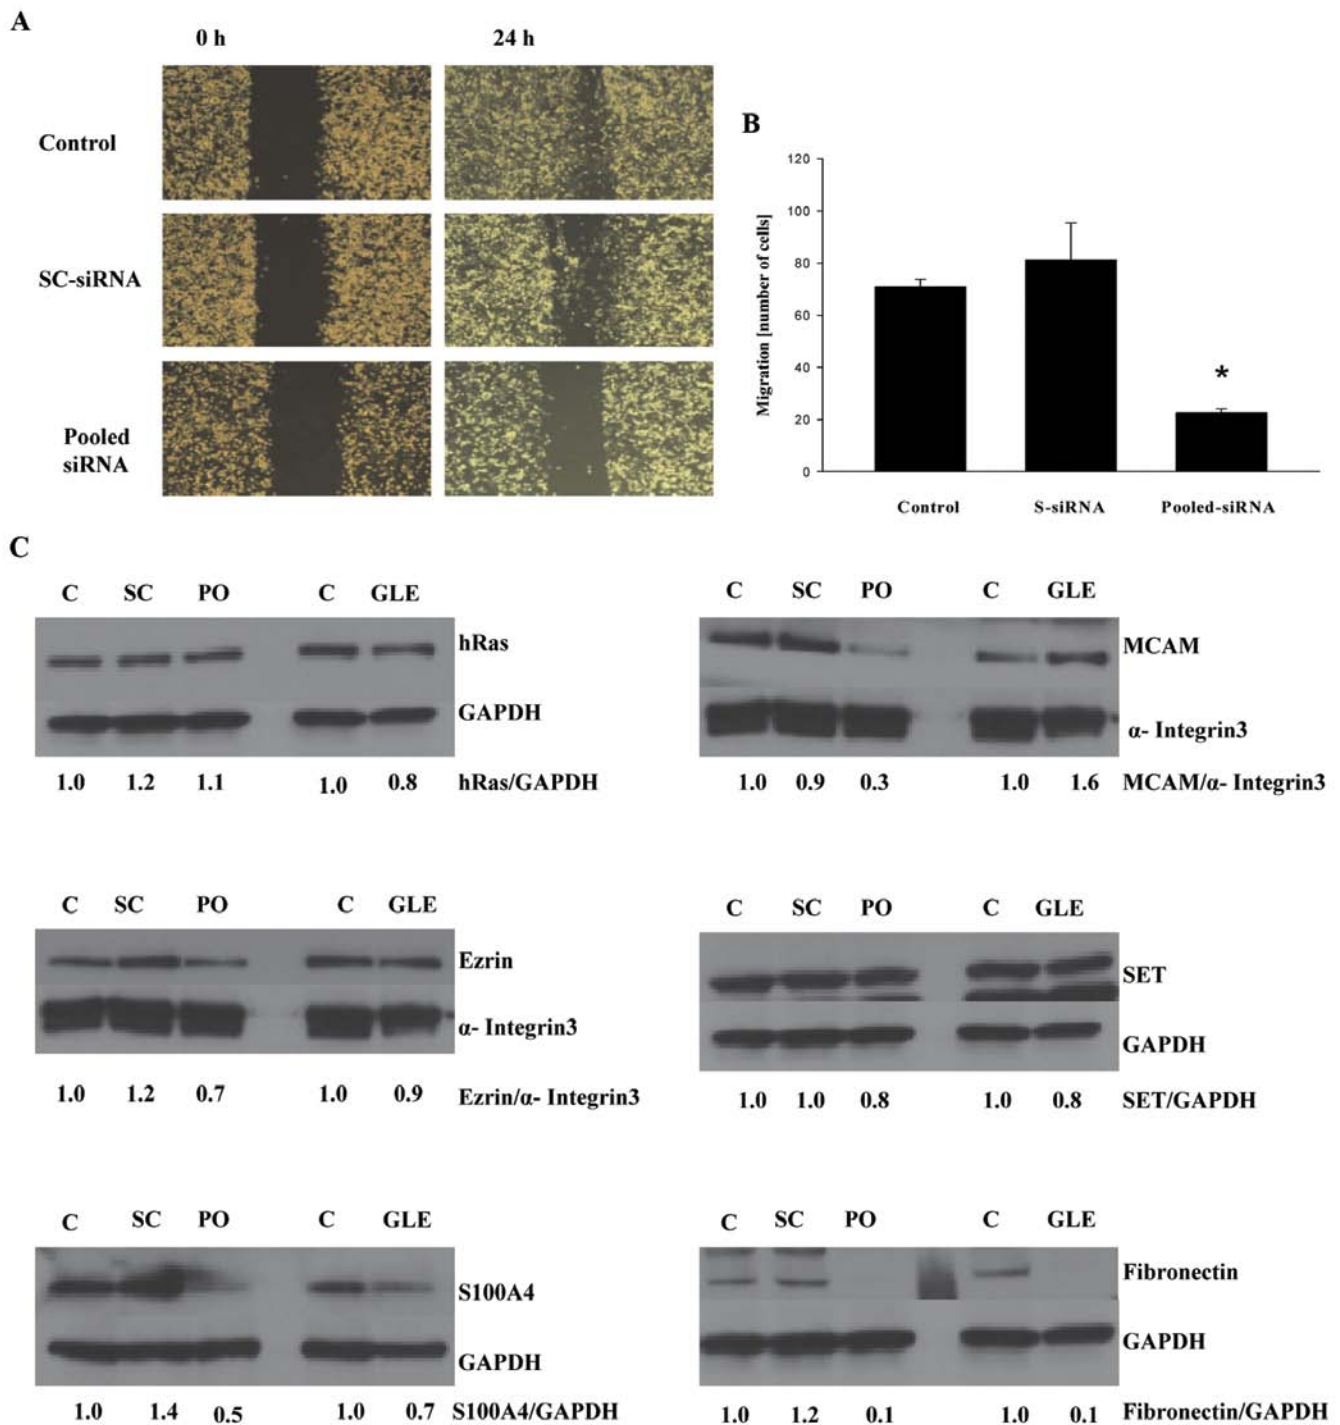 A
0 h 24 h
Control
SC-siRNA
Pooled
siRNA
B
Migration [number of cells]
120
100
80
60
40
20
0
*
Control S-siRNA Pooled-siRNA
C
C SC PO C GLE
hRas
GAPDH
1.0 1.2 1.1 1.0 0.8 hRas/GAPDH
C SC PO C GLE
MCAM
α- Integrin3
1.0 0.9 0.3 1.0 1.6 MCAM/α- Integrin3
C SC PO C GLE
Ezrin
α- Integrin3
1.0 1.2 0.7 1.0 0.9 Ezrin/α- Integrin3
C SC PO C GLE
SET
GAPDH
1.0 1.0 0.8 1.0 0.8 SET/GAPDH
C SC PO C GLE
S100A4
GAPDH
1.0 1.4 0.5 1.0 0.7 S100A4/GAPDH
C SC PO C GLE
Fibronectin
GAPDH
1.0 1.2 0.1 1.0 0.1 Fibronectin/GAPDH